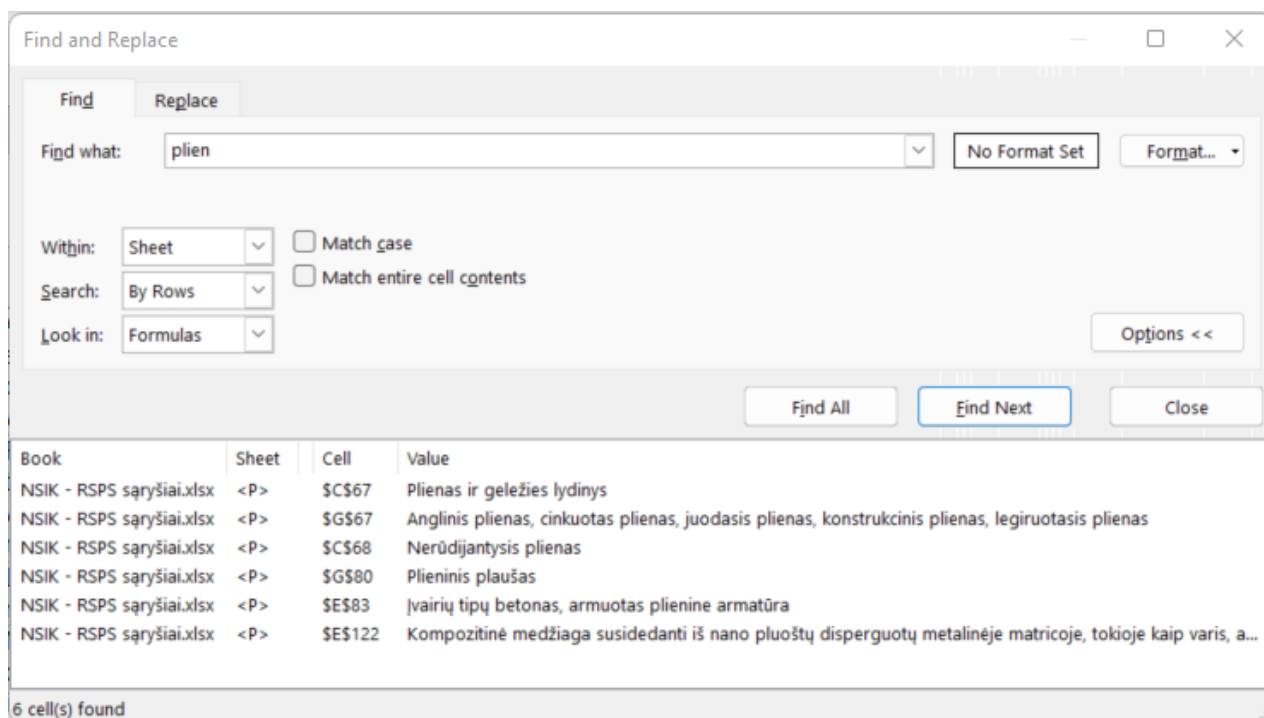 Find and Replace
Find Replace
Find what: plien No Format Set Format...
Within: Sheet Match case
Match entire cell contents
Search: By Rows
Look in: Formulas Options <<
Find All Find Next Close
Book Sheet Cell Value
NSIK - RSPS sąryšiai.xlsx <P> $C$67 Plienas ir geležies lydinys
NSIK - RSPS sąryšiai.xlsx <P> $G$67 Anglinis plienas, cinkuotas plienas, juodasis plienas, konstrukcinis plienas, legiruotasis plienas
NSIK - RSPS sąryšiai.xlsx <P> $C$68 Nerūdijantysis plienas
NSIK - RSPS sąryšiai.xlsx <P> $G$80 Plieninis plaušas
NSIK - RSPS sąryšiai.xlsx <P> $E$83 Įvairių tipų betonas, armuotas plienine armatūra
NSIK - RSPS sąryšiai.xlsx <P> $E$122 Kompozitinė medžiaga susidedanti iš nano pluoštų disperguotų metalinėje matricoje, tokioje kaip varis, a...
6 cell(s) found